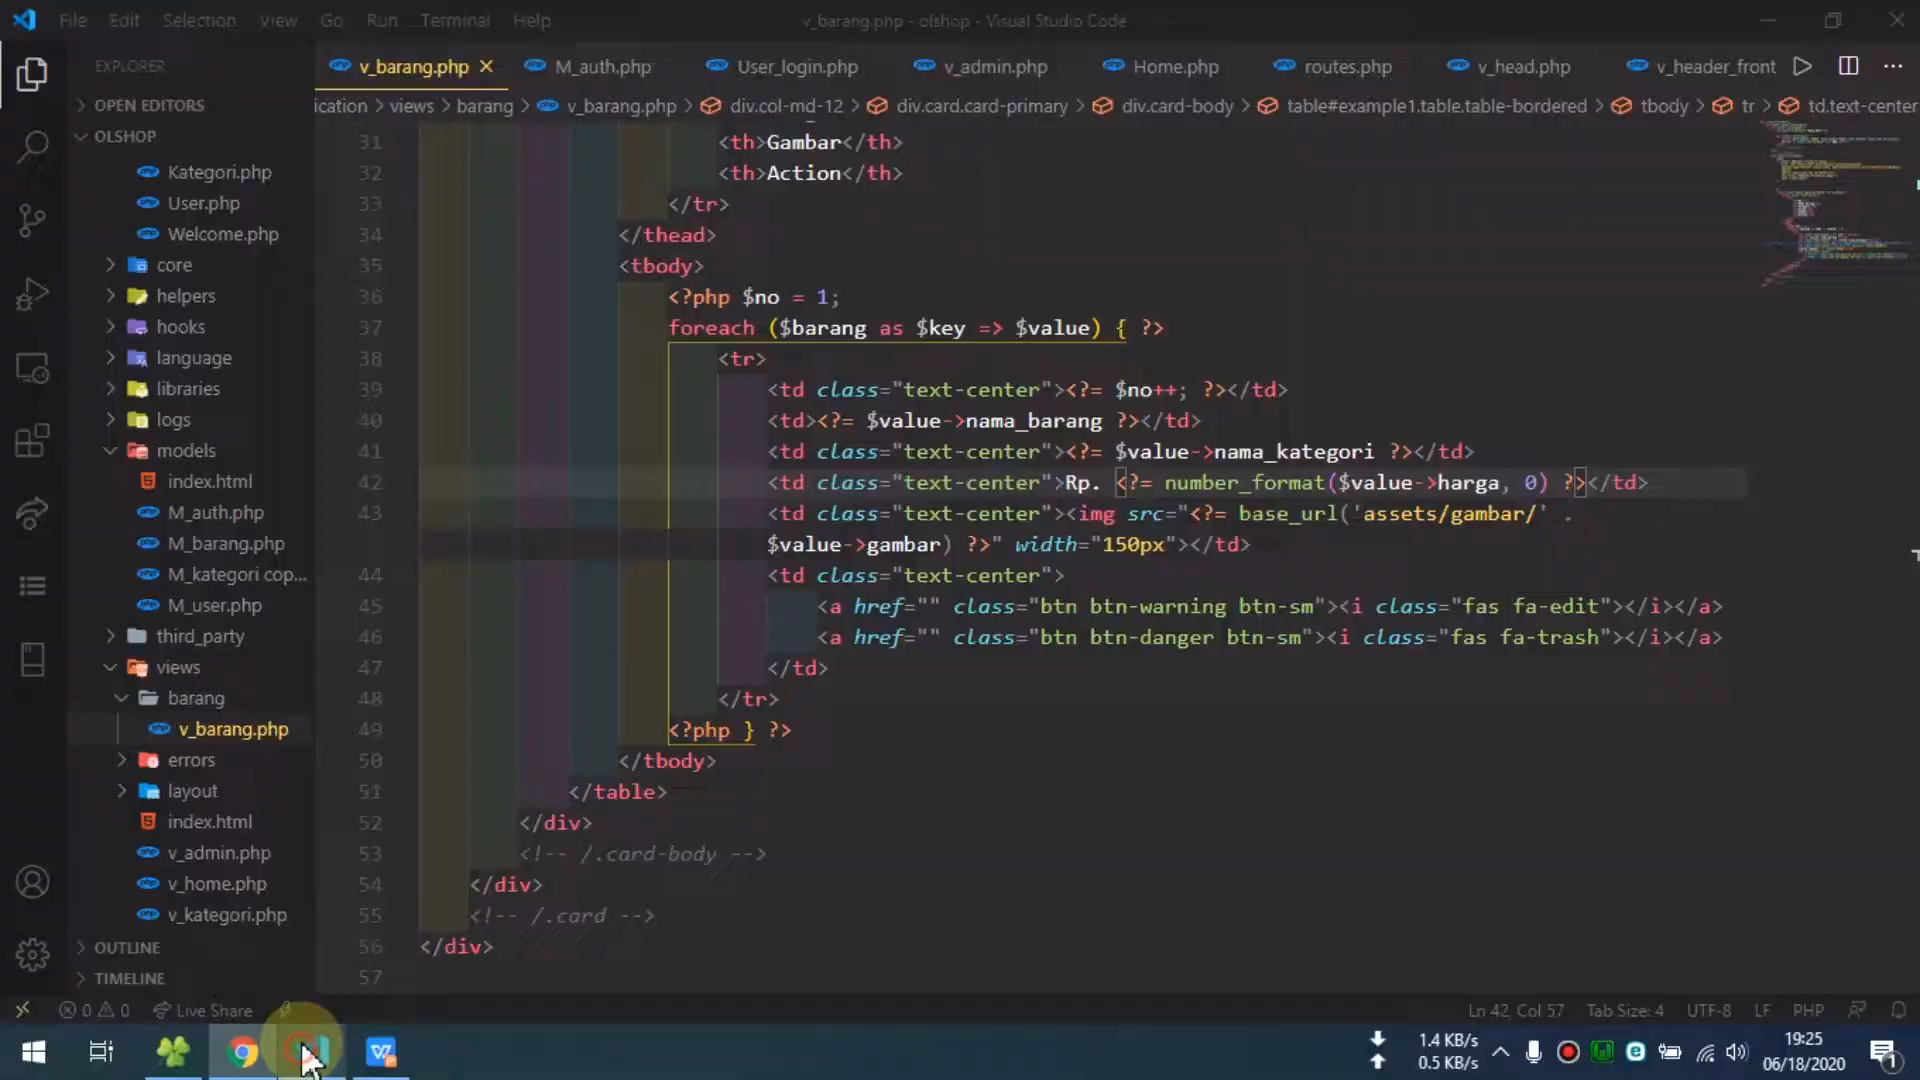 File Edit Selection View Go Run Terminal Help
v_barang.php - olshop - Visual Studio Code
EXPLORER
v_barang.php M_auth.php User_login.php v_admin.php Home.php routes.php v_head.php v_header_front
OPEN EDITORS
ication > views > barang > v_barang.php > div.col-md-12 > div.card.card-primary > div.card-body > table#example1.table.table-bordered > tbody > tr > td.text-center
OLSHOP
Kategori.php
User.php
Welcome.php
core
helpers
hooks
language
libraries
logs
models
index.html
M_auth.php
M_barang.php
M_kategori cop...
M_user.php
third_party
views
barang
v_barang.php
errors
layout
index.html
v_admin.php
v_home.php
v_kategori.php
OUTLINE
TIMELINE
31 <th>Gambar</th>
32 <th>Action</th>
33 </tr>
34 </thead>
35 <tbody>
36 <?php $no = 1;
37 foreach ($barang as $key => $value) { ?>
38 <tr>
39 <td class="text-center"><?= $no++; ?></td>
40 <td><?= $value->nama_barang ?></td>
41 <td class="text-center"><?= $value->nama_kategori ?></td>
42 <td class="text-center">Rp. <?= number_format($value->harga, 0) ?></td>
43 <td class="text-center"><img src="<?= base_url('assets/gambar/' .
$value->gambar) ?>" width="150px"></td>
44 <td class="text-center">
45 <a href="" class="btn btn-warning btn-sm"><i class="fas fa-edit"></i></a>
46 <a href="" class="btn btn-danger btn-sm"><i class="fas fa-trash"></i></a>
47 </td>
48 </tr>
49 <?php } ?>
50 </tbody>
51 </table>
52 </div>
53 <!-- /.card-body -->
54 </div>
55 <!-- /.card -->
56 </div>
57
0 0 Live Share
Ln 42, Col 57 Tab Size: 4 UTF-8 LF PHP
1.4 KB/s
0.5 KB/s
19:25
06/18/2020
1